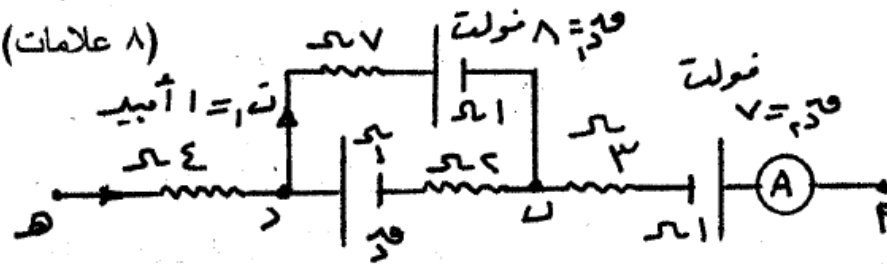 (٨ علامات)
٧ Ω
قد١ = ٨ فولت
١ Ω
ت١ = ١ أمبير
فولت
قد٢ = ٧
٤ Ω
١ Ω
٢ Ω
٣ Ω
A
هـ
د
قد
ب
١ Ω
أ